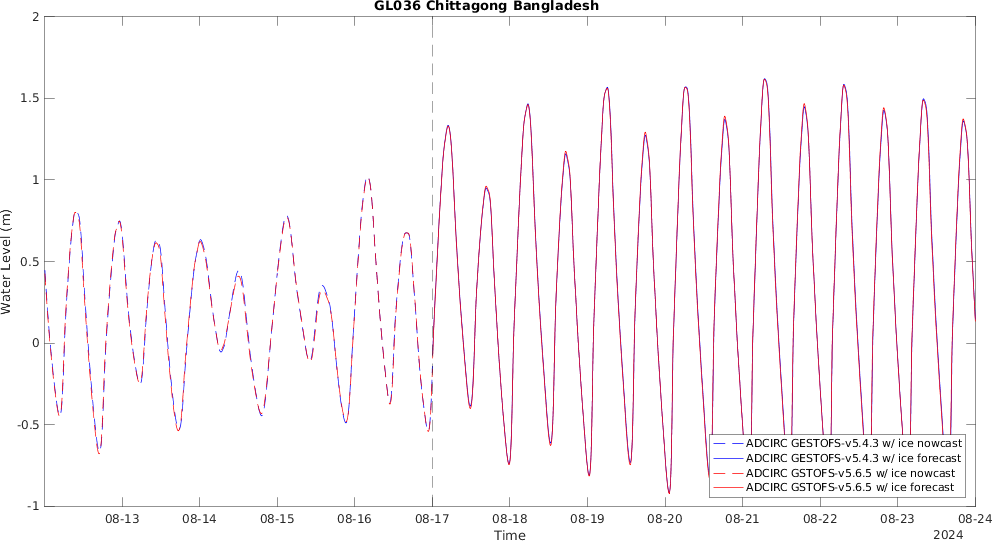 GL036 Chittagong Bangladesh
2
1.5
1
0.5
0
-0.5
-1
Water Level (m)
ADCIRC GESTOFS-v5.4.3 w/ ice nowcast
ADCIRC GESTOFS-v5.4.3 w/ ice forecast
ADCIRC GSTOFS-v5.6.5 w/ ice nowcast
ADCIRC GSTOFS-v5.6.5 w/ ice forecast
08-13 08-14 08-15 08-16 08-17 08-18 08-19 08-20 08-21 08-22 08-23 08-24
Time
2024